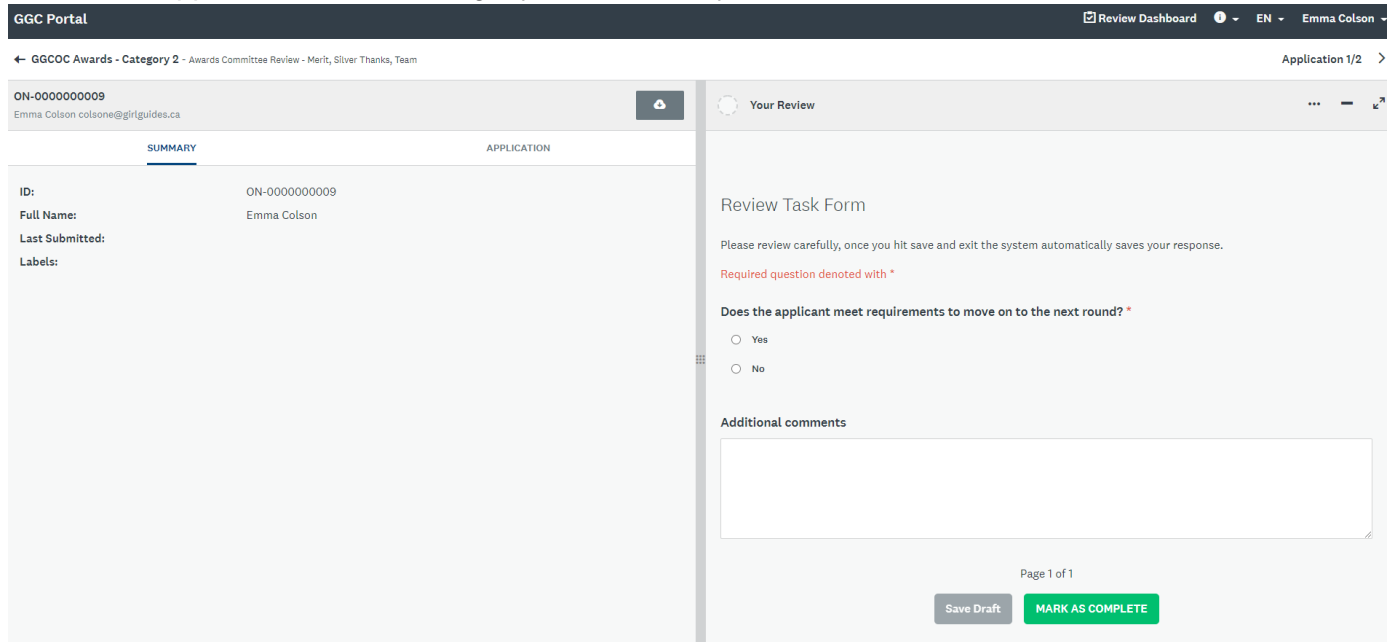 GGC Portal
Review Dashboard EN Emma Colson
GGCOC Awards - Category 2 - Awards Committee Review - Merit, Silver Thanks, Team
Application 1/2
ON-0000000009
Emma Colson colsone@girlguides.ca
SUMMARY APPLICATION
ID: ON-0000000009
Full Name: Emma Colson
Last Submitted:
Labels:
Your Review
Review Task Form
Please review carefully, once you hit save and exit the system automatically saves your response.
Required question denoted with *
Does the applicant meet requirements to move on to the next round? *
Yes
No
Additional comments
Page 1 of 1
Save Draft MARK AS COMPLETE